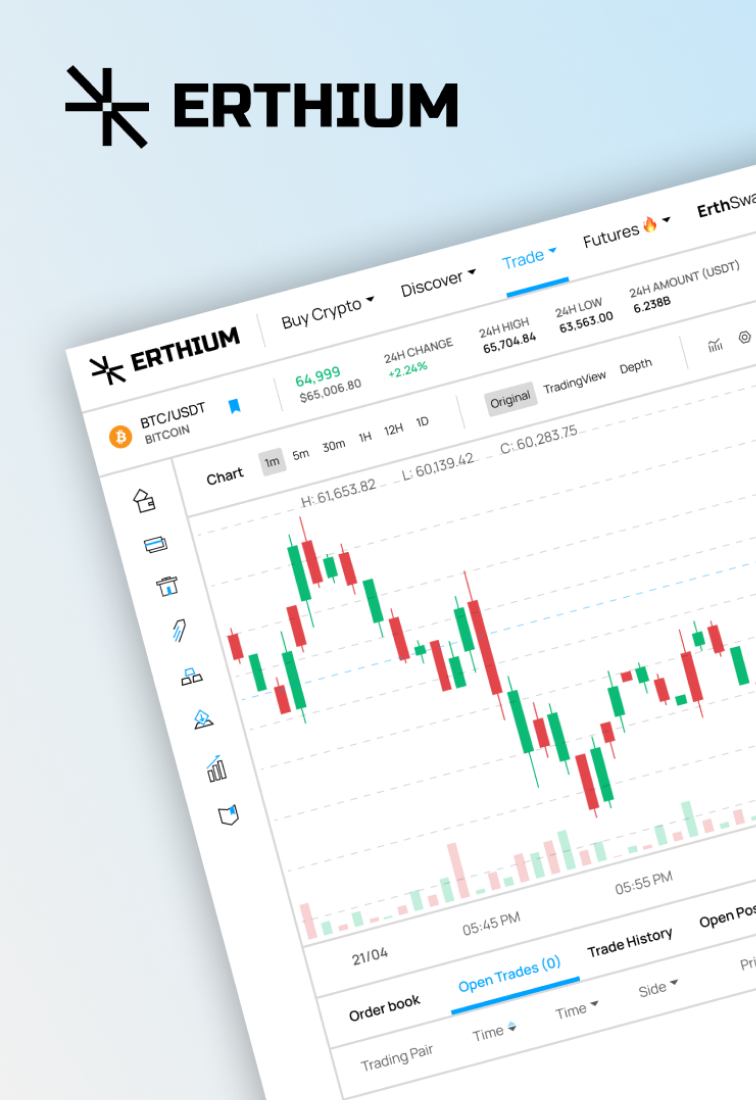 ERTHIUM
ERTHIUM
Buy Crypto
Discover
Trade
Futures
BTC/USDT
BITCOIN
64,999
$65,006.80
24H CHANGE
+2.24%
24H HIGH
65,704.84
24H LOW
63,563.00
24H AMOUNT (USDT)
6.238B
Chart 1m 5m 30m 1H 12H 1D
Original TradingView Depth
H: 61,653.82 L: 60,139.42 C: 60,283.75
21/04 05:45 PM 05:55 PM
Order book Open Trades (0) Trade History Open
Trading Pair Time Time Side